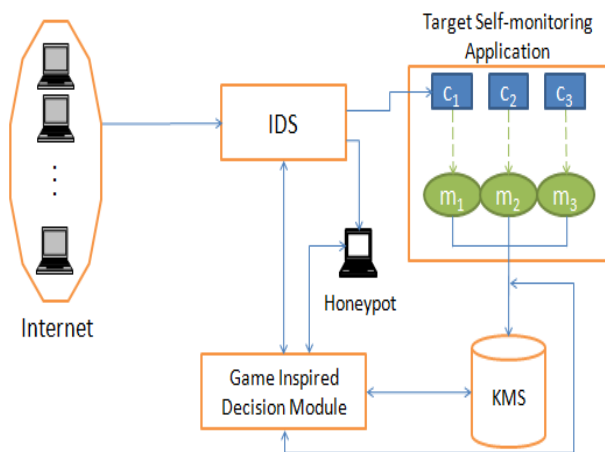 Target Self-monitoring
Application
c1 c2 c3
IDS
m1 m2 m3
Honeypot
Internet
Game Inspired
Decision Module
KMS